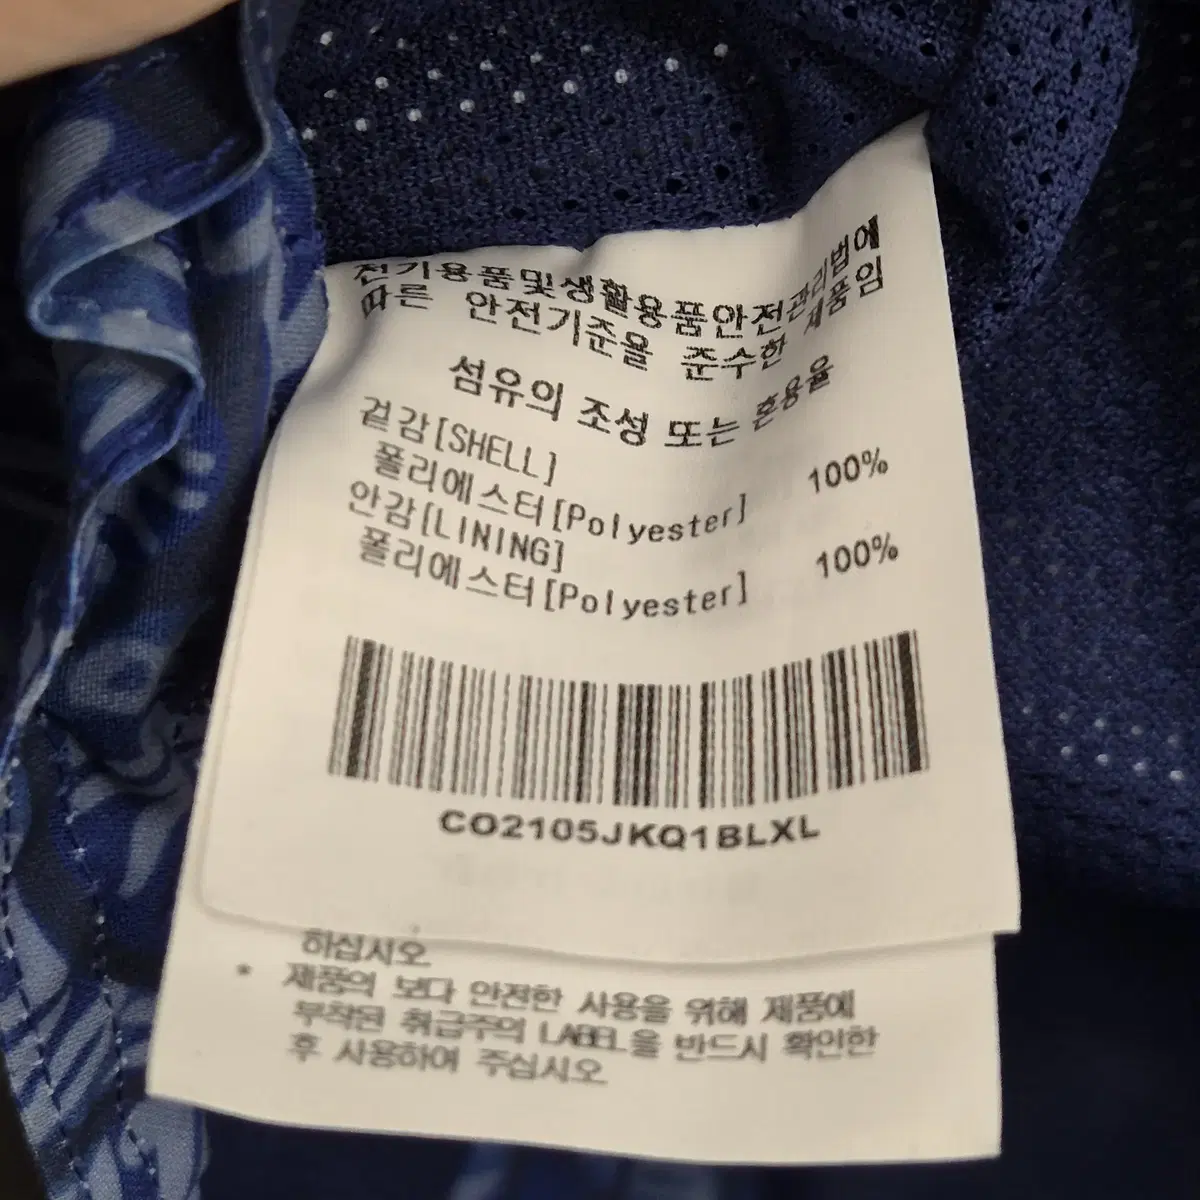 전기용품및생활용품안전관리법에
따른 안전기준을 준수한 제품임
섬유의 조성 또는 혼용율
겉감[SHELL]
폴리에스터[Polyester] 100%
안감[LINING]
폴리에스터[Polyester] 100%
CO2105JKQ1BLXL
하십시오
* 제품의 보다 안전한 사용을 위해 제품에
부착된 취급주의 LABEL을 반드시 확인한
후 사용하여 주십시오